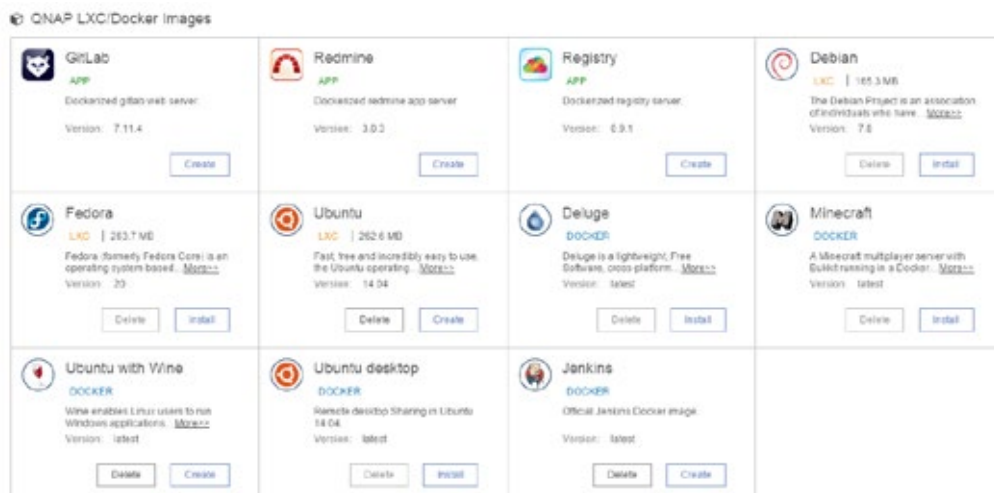 QNAP LXC/Docker Images
GitLab
APP
Dockerized gitlab web server.
Version: 7.11.4
Create
Redmine
APP
Dockerized redmine app server
Version: 3.0.3
Create
Registry
APP
Dockerized registry server.
Version: 0.9.1
Create
Debian
LXC | 165.3 MB
The Debian Project is an association
of individuals who have... More>>
Version: 7.8
Delete Install
Fedora
LXC | 263.7 MB
Fedora (formerly Fedora Core) is an
operating system based... More>>
Version: 20
Delete Install
Ubuntu
LXC | 262.6 MB
Fast, free and incredibly easy to use,
the Ubuntu operating... More>>
Version: 14.04
Delete Create
Deluge
DOCKER
Deluge is a lightweight, Free
Software, cross-platform... More>>
Version: latest
Delete Install
Minecraft
DOCKER
A Minecraft multiplayer server with
Bukkit running in a Docker... More>>
Version: latest
Delete Install
Ubuntu with Wine
DOCKER
Wine enables Linux users to run
Windows applications... More>>
Version: latest
Delete Create
Ubuntu desktop
DOCKER
Remote desktop Sharing in Ubuntu
14.04.
Version: latest
Delete Install
Jenkins
DOCKER
Official Jenkins Docker image.
Version: latest
Delete Create